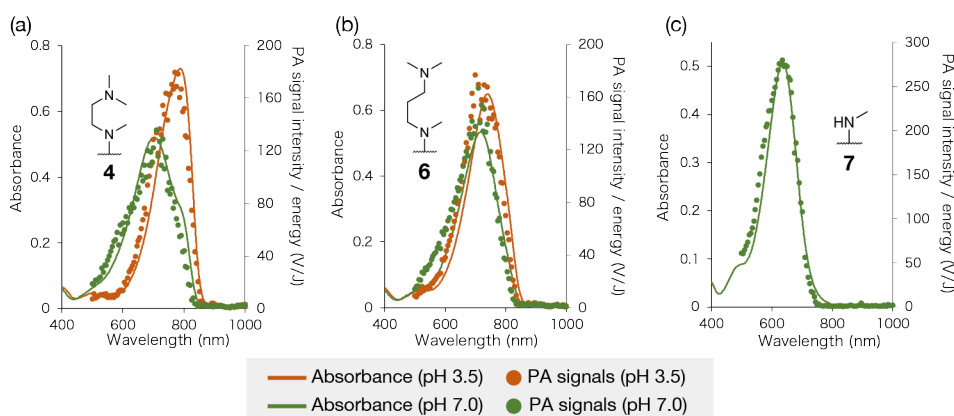 (a)
0.8
0.6
0.4
0.2
0
200
160
120
80
40
0
400
600
800
1000
Absorbance
PA signal intensity / energy (V/J)
Wavelength (nm)
N
N
4
(b)
0.8
0.6
0.4
0.2
0
200
160
120
80
40
0
400
600
800
1000
Absorbance
PA signal intensity / energy (V/J)
Wavelength (nm)
N
N
6
(c)
0.5
0.4
0.3
0.2
0.1
0
300
250
200
150
100
50
0
400
600
800
1000
Absorbance
PA signal intensity / energy (V/J)
Wavelength (nm)
HN
7
Absorbance (pH 3.5)
PA signals (pH 3.5)
Absorbance (pH 7.0)
PA signals (pH 7.0)